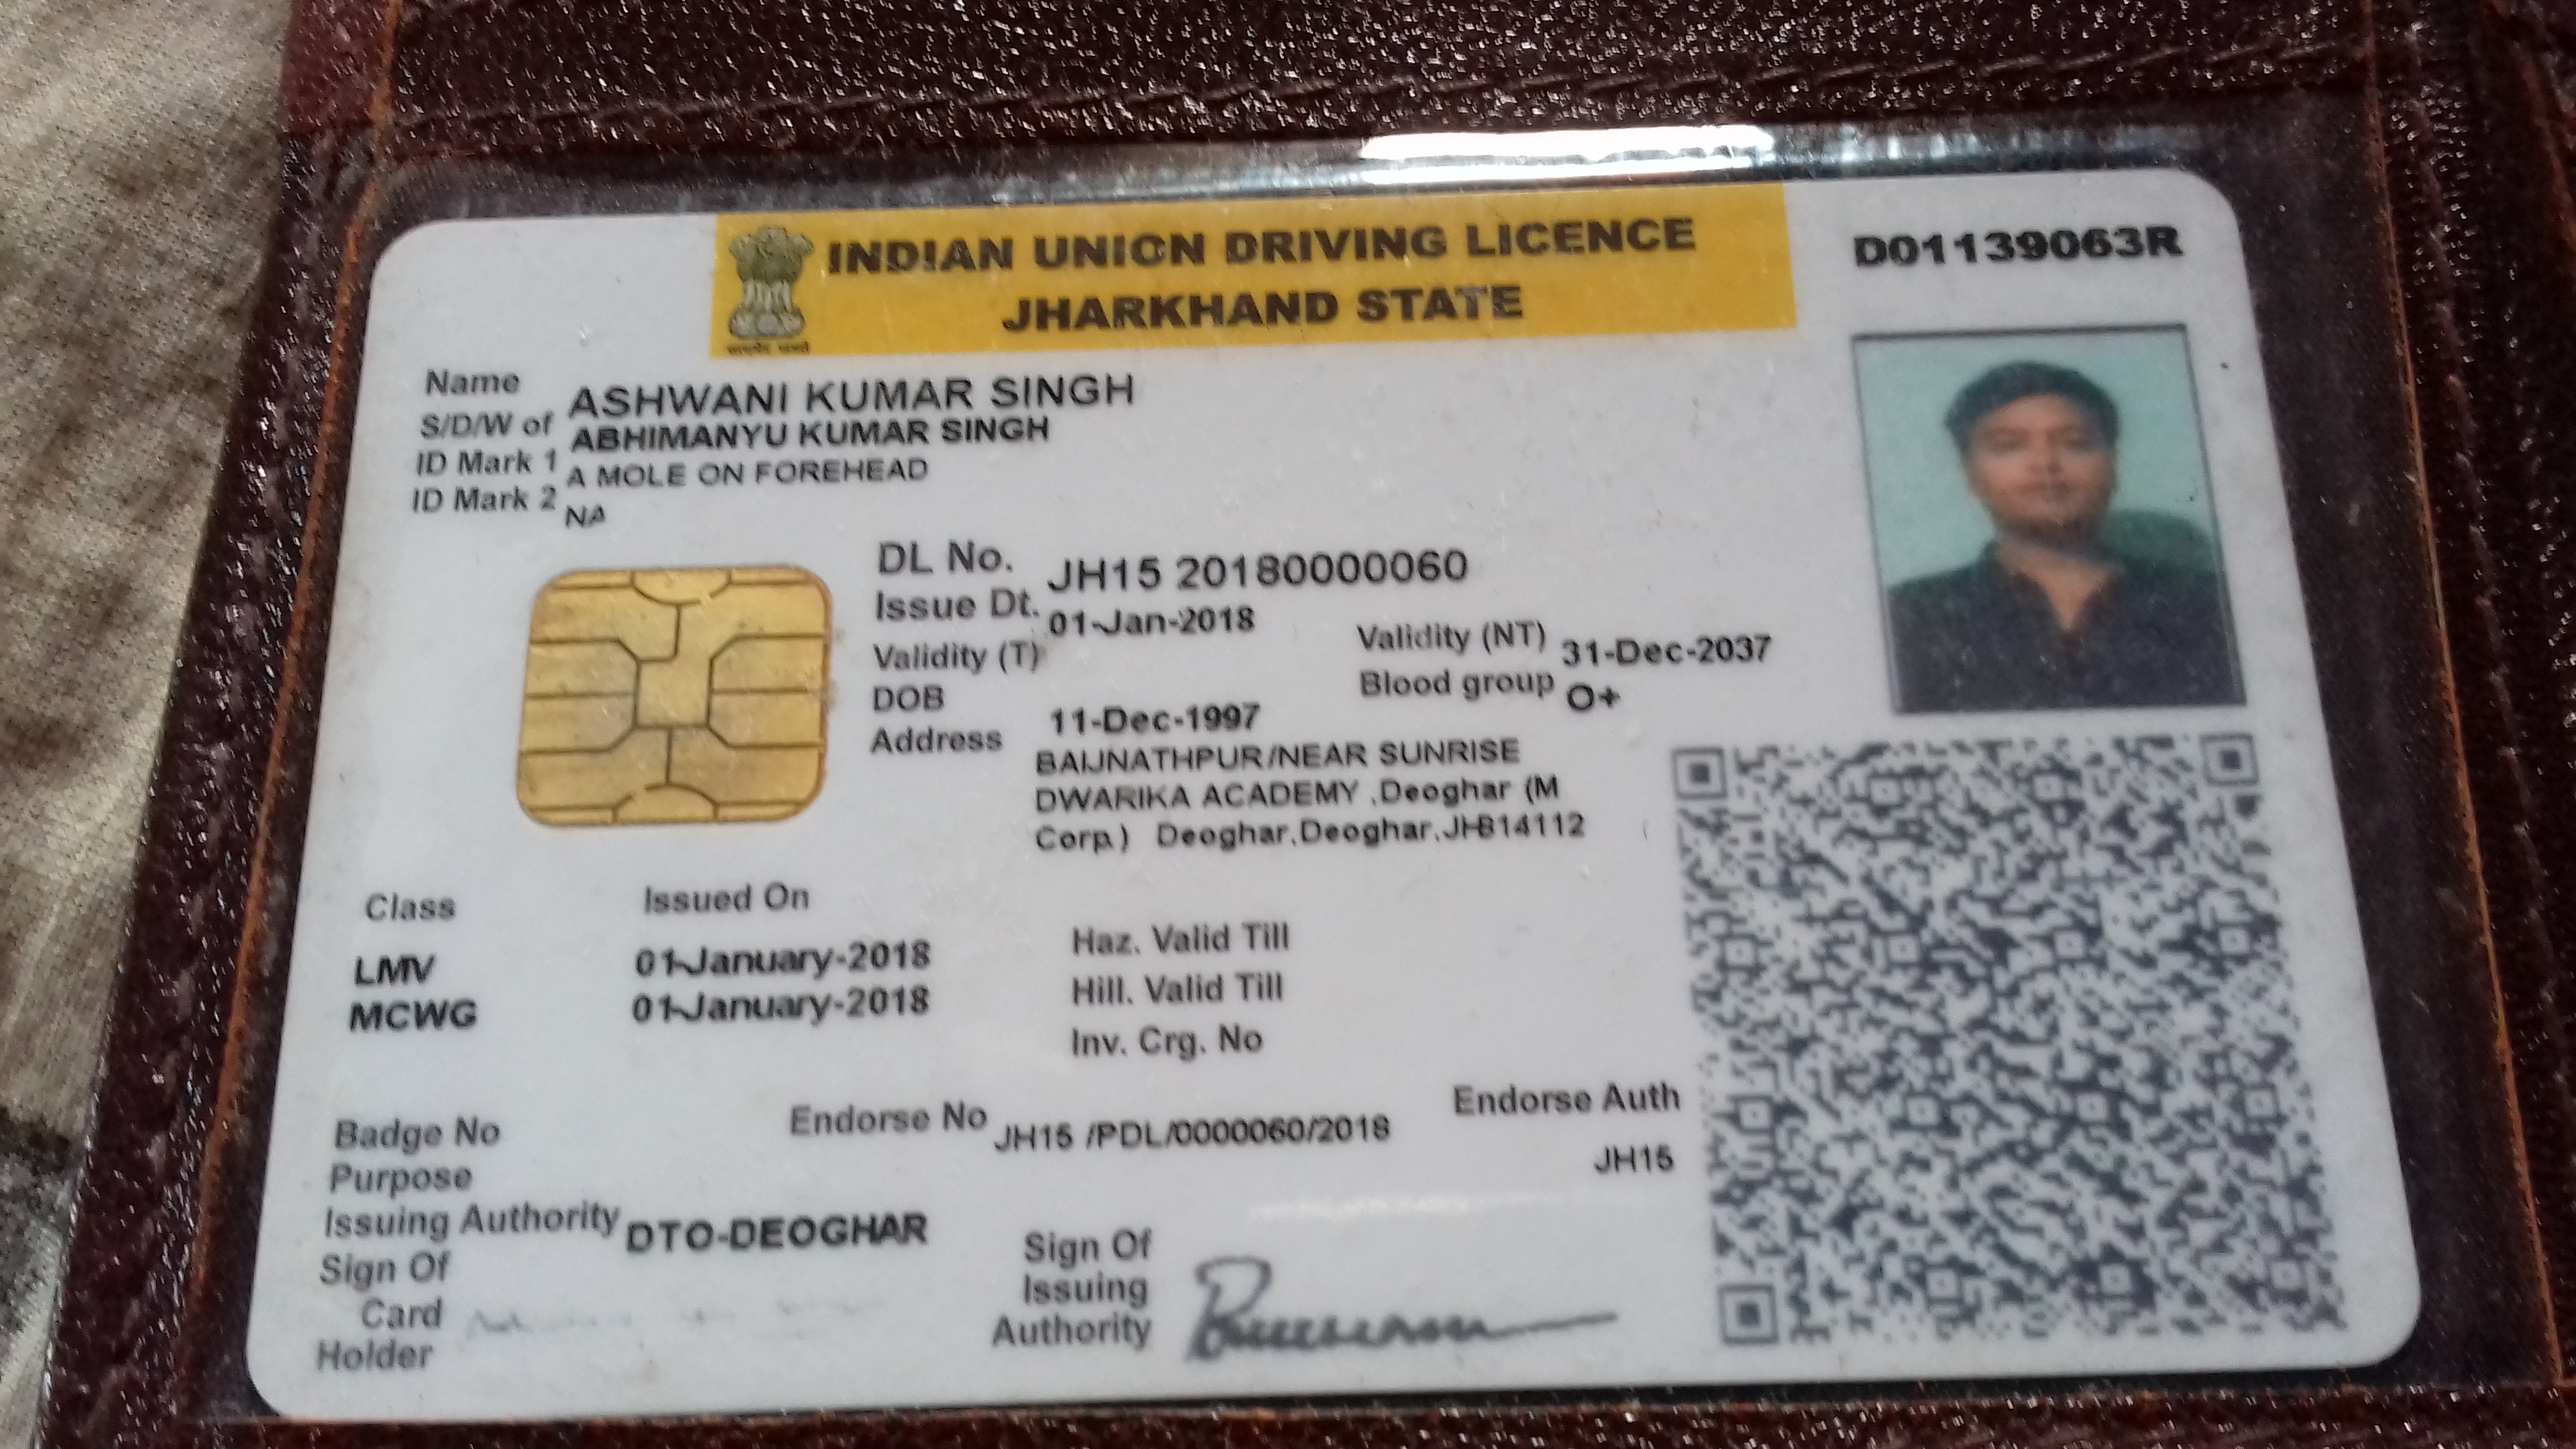 INDIAN UNION DRIVING LICENCE
JHARKHAND STATE
D01139063R
Name ASHWANI KUMAR SINGH
S/D/W of ABHIMANYU KUMAR SINGH
ID Mark 1 A MOLE ON FOREHEAD
ID Mark 2 NA
DL No. JH15 20180000060
Issue Dt. 01-Jan-2018
Validity (NT) 31-Dec-2037
Validity (T)
DOB 11-Dec-1997
Blood group O+
Address BAIJNATHPUR/NEAR SUNRISE
DWARIKA ACADEMY ,Deoghar (M
Corp.) Deoghar,Deoghar,JH814112
Class Issued On
LMV 01-January-2018 Haz. Valid Till
MCWG 01-January-2018 Hill. Valid Till
Inv. Crg. No
Badge No Endorse No Endorse Auth
Purpose JH15 /PDL/000060/2018 JH15
Issuing Authority DTO-DEOGHAR
Sign Of Card Holder
Sign Of Issuing Authority